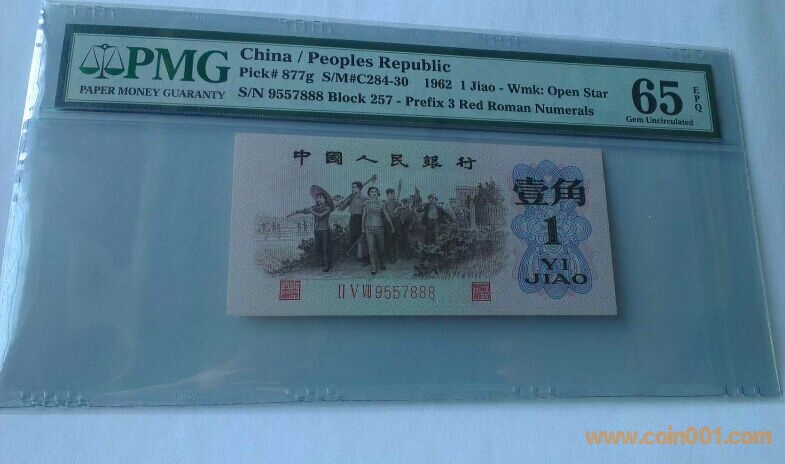 PMG
PAPER MONEY GUARANTY
China / Peoples Republic
Pick# 877g S/M#C284-30 1962 1 Jiao - Wmk: Open Star
S/N 9557888 Block 257 - Prefix 3 Red Roman Numerals
65 EPQ
Gem Uncirculated
中國人民銀行
壹角
1
YI
JIAO
II V VII 9557888
www.coin001.com